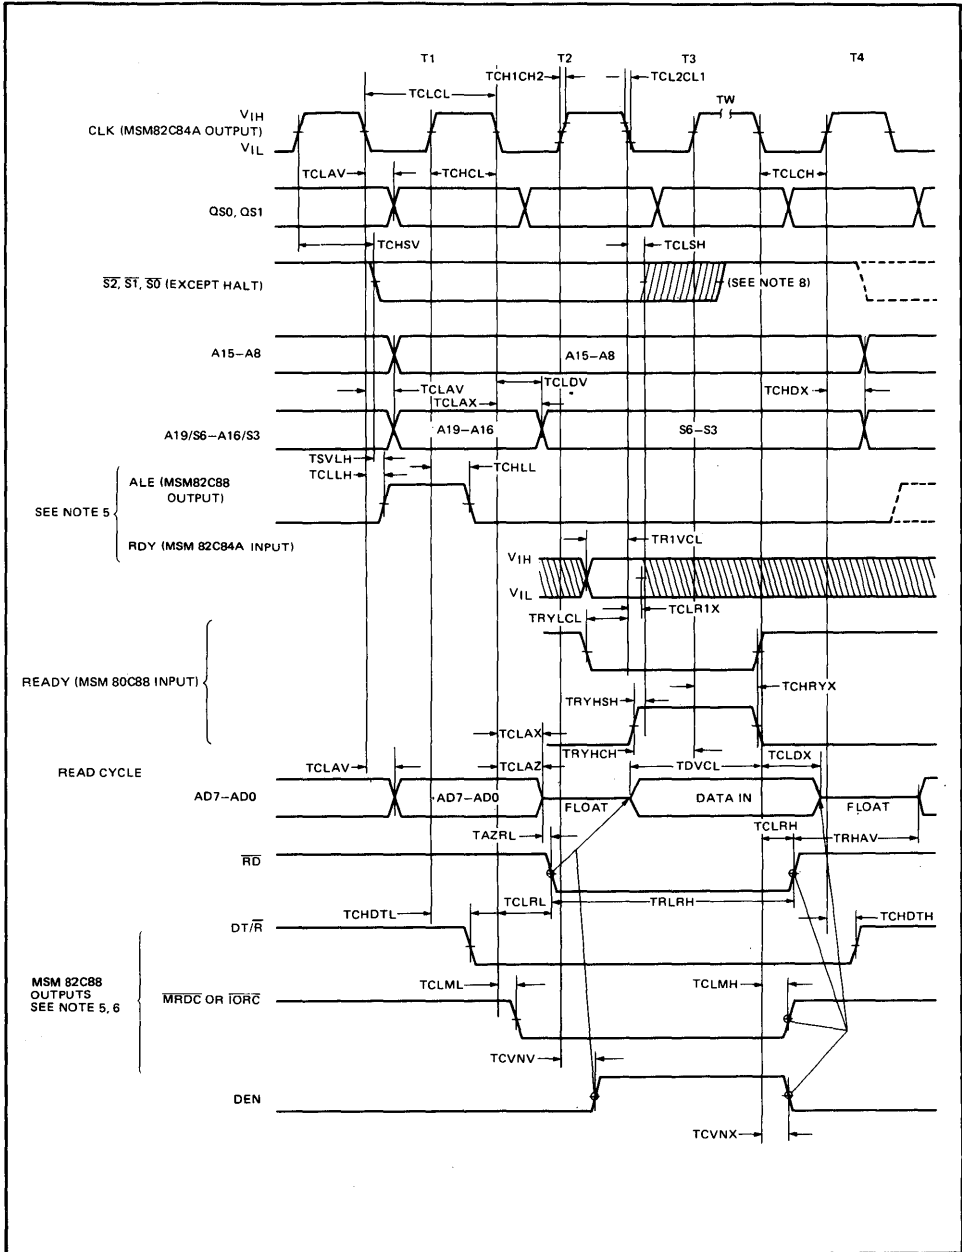 T1 T2 T3 T4
TCH1CH2 TCL2CL1
TCLCL
TW
VIH
CLK (MSM82C84A OUTPUT)
VIL
TCLAV TCHCL TCLCH
QS0, QS1
TCHSV TCLSH
S2, S1, S0 (EXCEPT HALT) (SEE NOTE 8)
A15–A8 A15–A8
TCLDV
TCLAV TCHDX
TCLAX
A19/S6–A16/S3 A19–A16 S6–S3
TSVLH TCHLL
TCLLH
ALE (MSM82C88
OUTPUT)
SEE NOTE 5
RDY (MSM 82C84A INPUT)
TR1VCL
VIH
VIL
TCLR1X
TRYLCL
READY (MSM 80C88 INPUT)
TCHRYX
TRYHSH
TCLAX TRYHCH
READ CYCLE TCLAV TCLAZ TDVCL TCLDX
AD7–AD0 AD7–AD0 FLOAT DATA IN FLOAT
TAZRL TCLRH TRHAV
RD
TCLRL TRLRH
TCHDTL TCHDTH
DT/R
MSM 82C88
OUTPUTS
SEE NOTE 5, 6
TCLML TCLMH
MRDC OR IORC
TCVNV
DEN
TCVNX